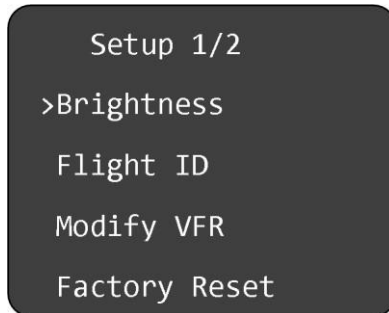 Setup 1/2
>Brightness
Flight ID
Modify VFR
Factory Reset